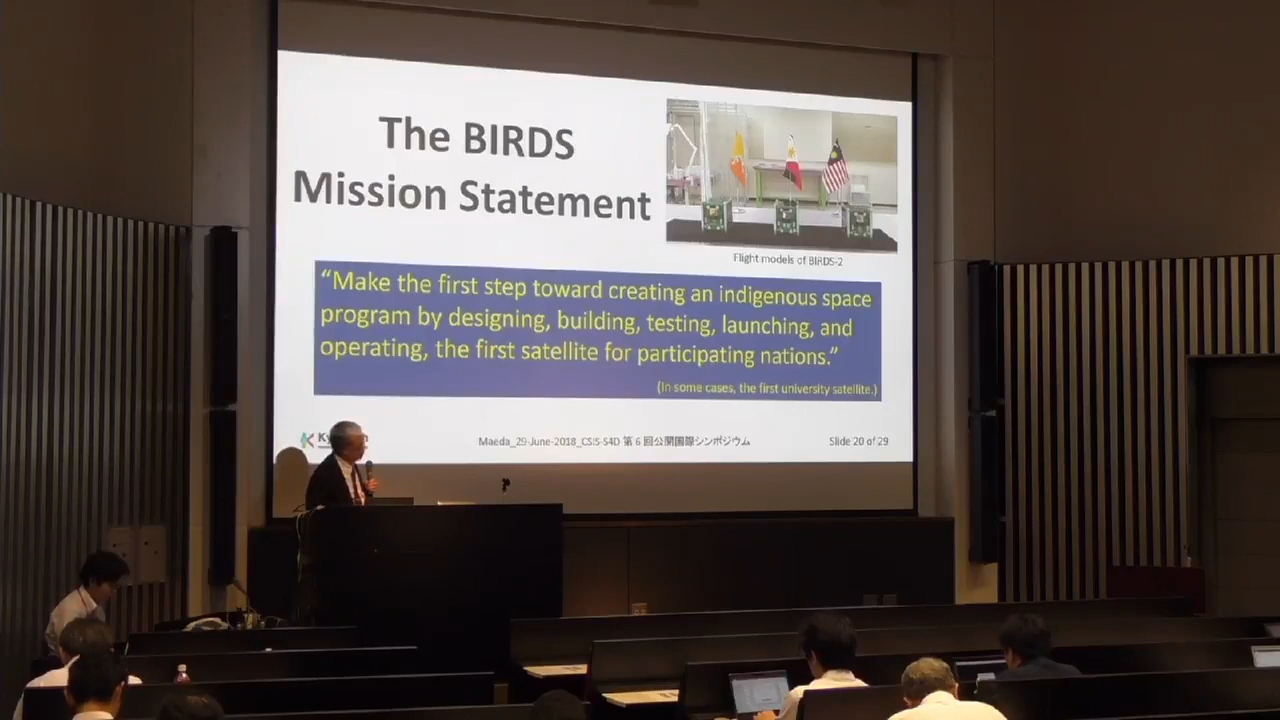 The BIRDS
Mission Statement
Flight models of BIRDS-2
“Make the first step toward creating an indigenous space
program by designing, building, testing, launching, and
operating, the first satellite for participating nations.”
(In some cases, the first university satellite.)
Maeda_29-June-2018_CSIS-S4D 第 6 回公開国際シンポジウム
Slide 20 of 29